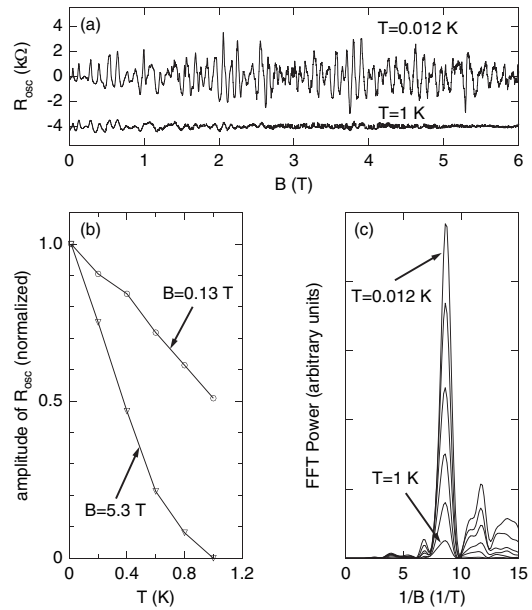 (a)
T=0.012 K
T=1 K
R_osc (kΩ)
4
2
0
-2
-4
0 1 2 3 4 5 6
B (T)
(b)
B=0.13 T
B=5.3 T
amplitude of R_osc (normalized)
1.0
0.5
0
0 0.4 0.8 1.2
T (K)
(c)
T=0.012 K
T=1 K
FFT Power (arbitrary units)
0 5 10 15
1/B (1/T)